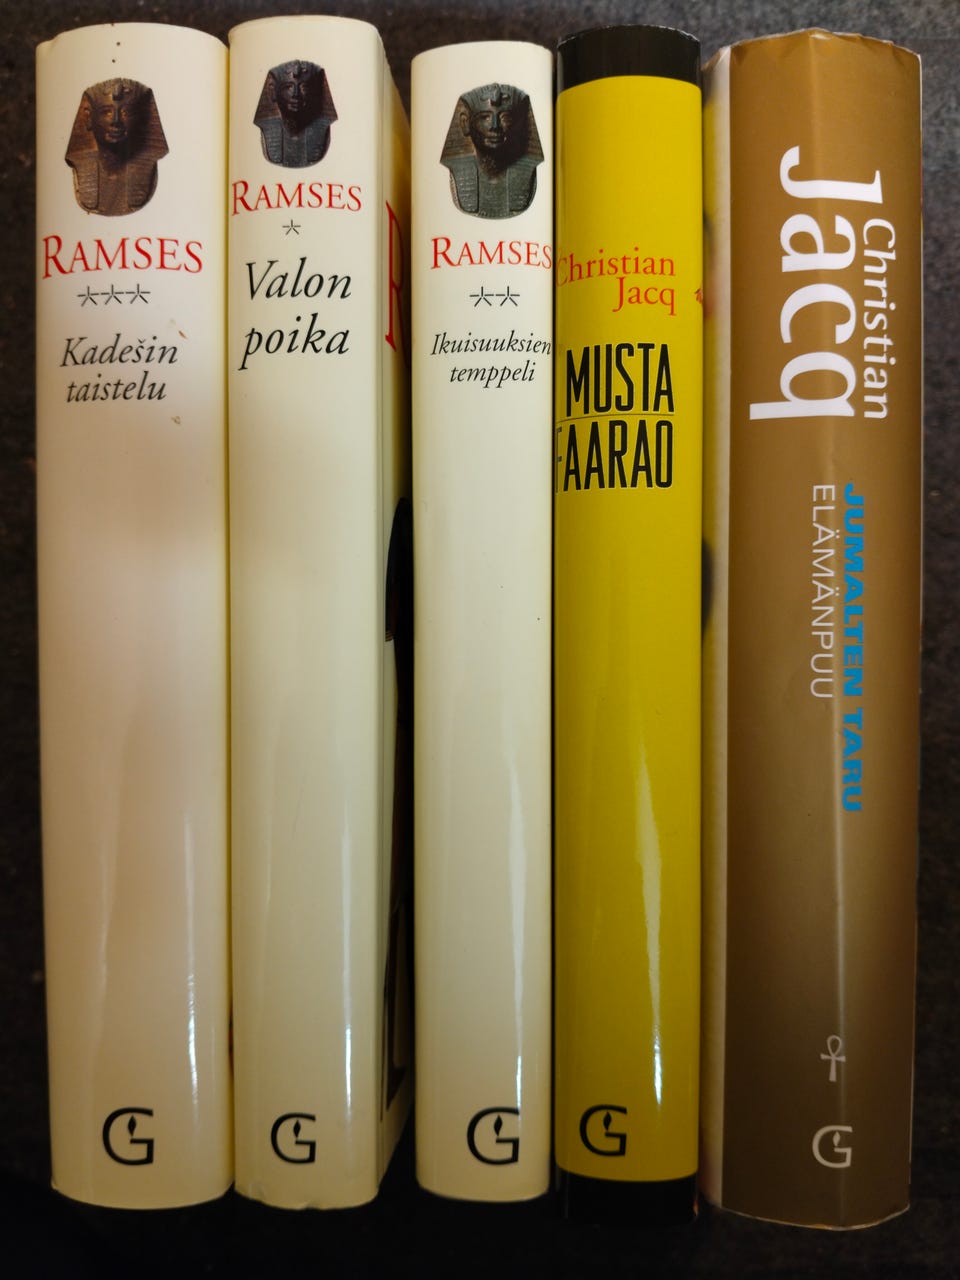 RAMSES
***
Kadešin
taistelu
G
RAMSES
*
Valon
poika
G
RAMSES
**
Ikuisuuksien
temppeli
G
Christian
Jacq
MUSTA
FAARAO
G
Christian
Jacq
JUMALTEN TARU
ELÄMÄNPUU
G